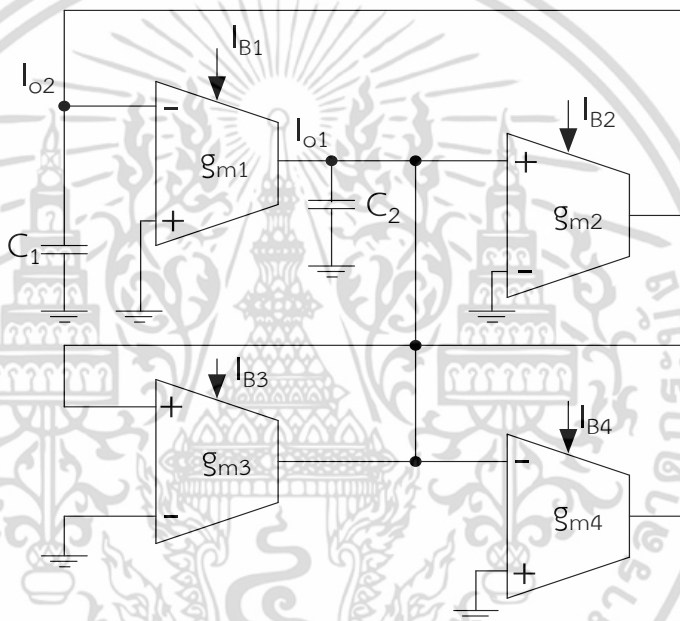 I_B1
I_o2
-
g_m1
+
I_o1
C_1
C_2
I_B2
+
g_m2
-
I_B3
+
g_m3
-
I_B4
-
g_m4
+